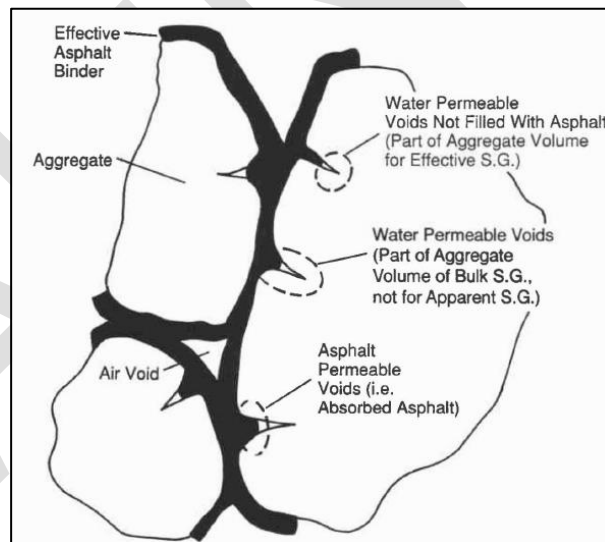 Effective
Asphalt
Binder
Water Permeable
Voids Not Filled With Asphalt
(Part of Aggregate Volume
for Effective S.G.)
Aggregate
Water Permeable Voids
(Part of Aggregate
Volume of Bulk S.G.,
not for Apparent S.G.)
Air Void
Asphalt
Permeable
Voids (i.e.
Absorbed Asphalt)